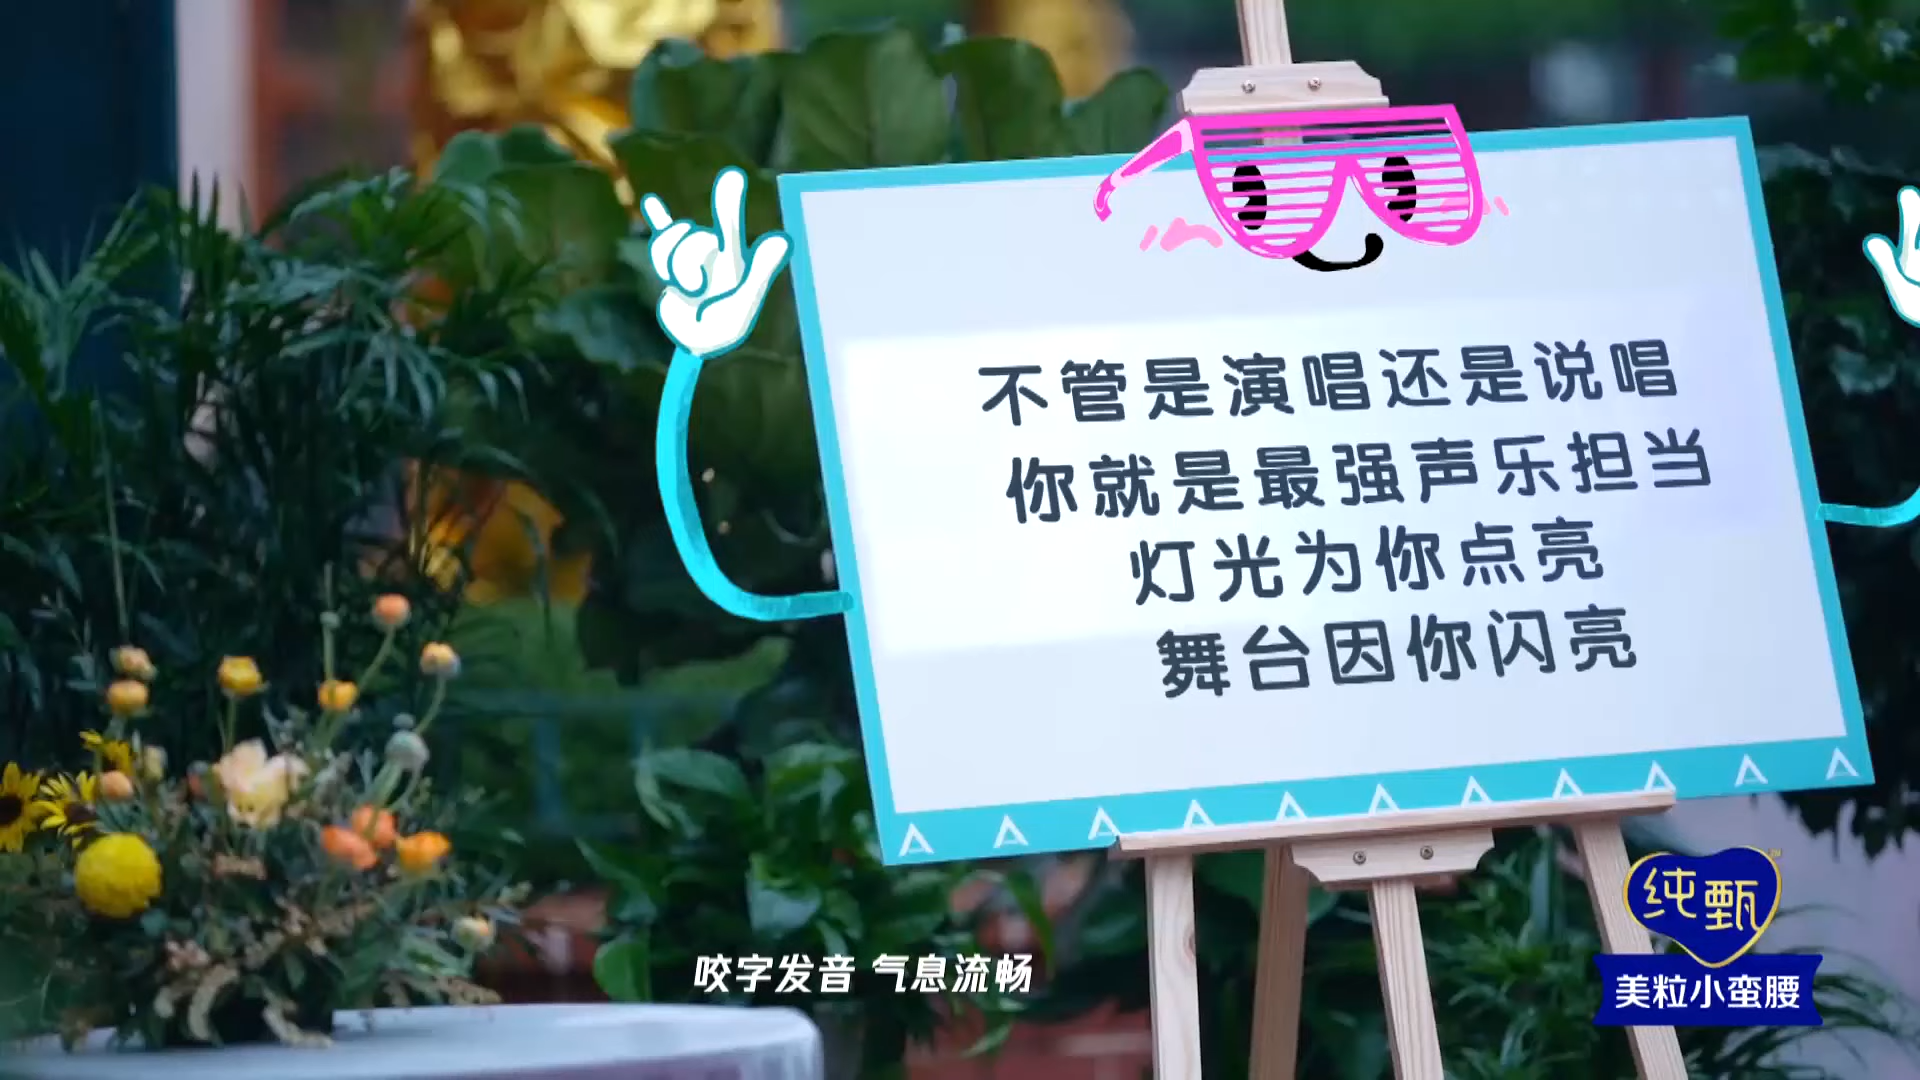 不管是演唱还是说唱
你就是最强声乐担当
灯光为你点亮
舞台因你闪亮
咬字发音 气息流畅
纯甄
美粒小蛮腰